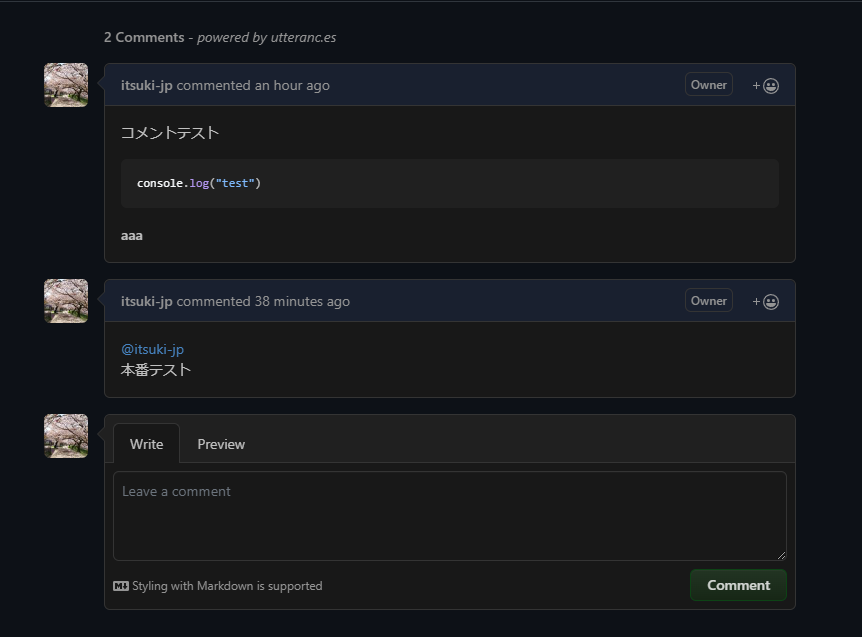 2 Comments - powered by utteranc.es
itsuki-jp commented an hour ago Owner +
コメントテスト
console.log("test")
aaa
itsuki-jp commented 38 minutes ago Owner +
@itsuki-jp
本番テスト
Write Preview
Leave a comment
Styling with Markdown is supported Comment